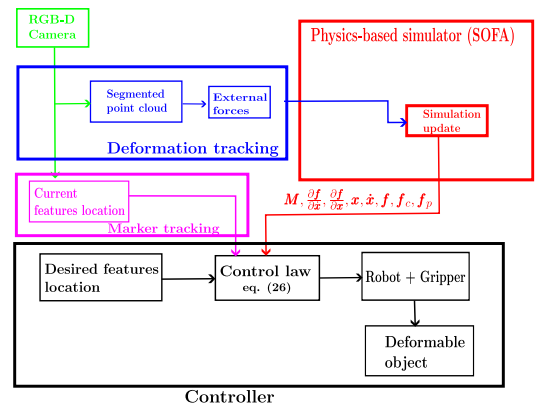 RGB-D
Camera
Physics-based simulator (SOFA)
Segmented
point cloud
External
forces
Simulation
update
Deformation tracking
Current
features location
Marker tracking
M, ∂f/∂ẋ, ∂f/∂x, x, ẋ, f, f_c, f_p
Desired features
location
Control law
eq. (26)
Robot + Gripper
Deformable
object
Controller